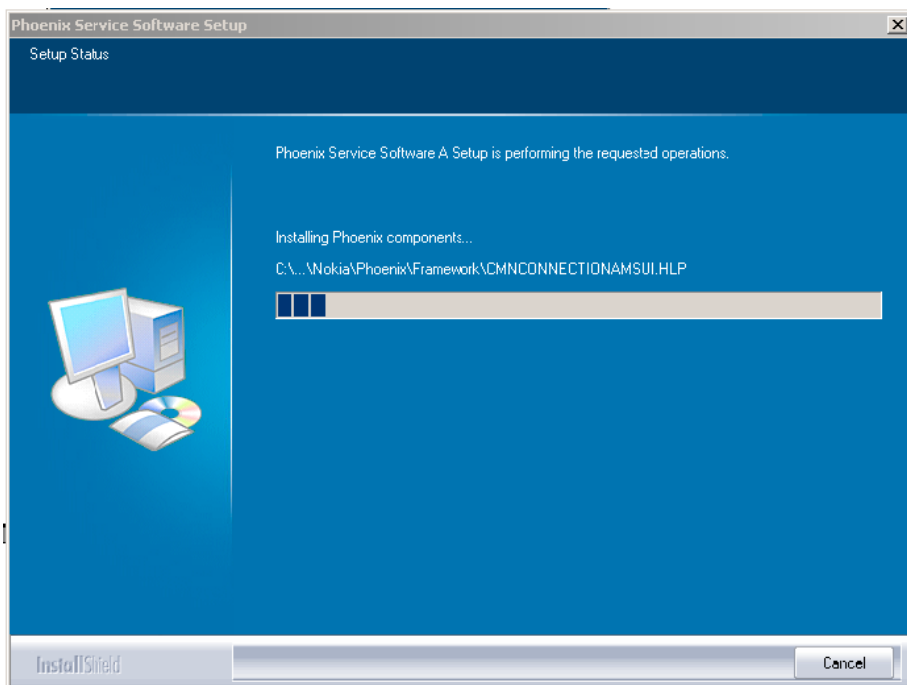 Phoenix Service Software Setup
Setup Status
Phoenix Service Software A Setup is performing the requested operations.
Installing Phoenix components...
C:\...\Nokia\Phoenix\Framework\CMNCONNECTIONAMSUI.HLP
InstallShield
Cancel